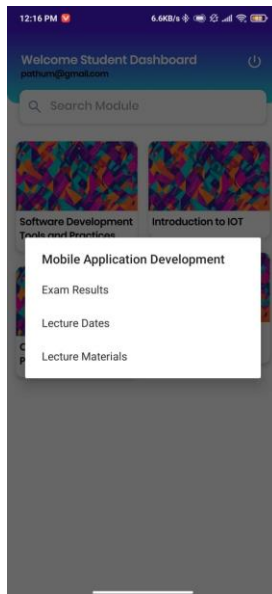 12:16 PM
6.6KB/s
Welcome Student Dashboard
pathum@gmail.com
Search Module
Software Development
Tools and Practices
Introduction to IOT
Mobile Application Development
Exam Results
Lecture Dates
Lecture Materials